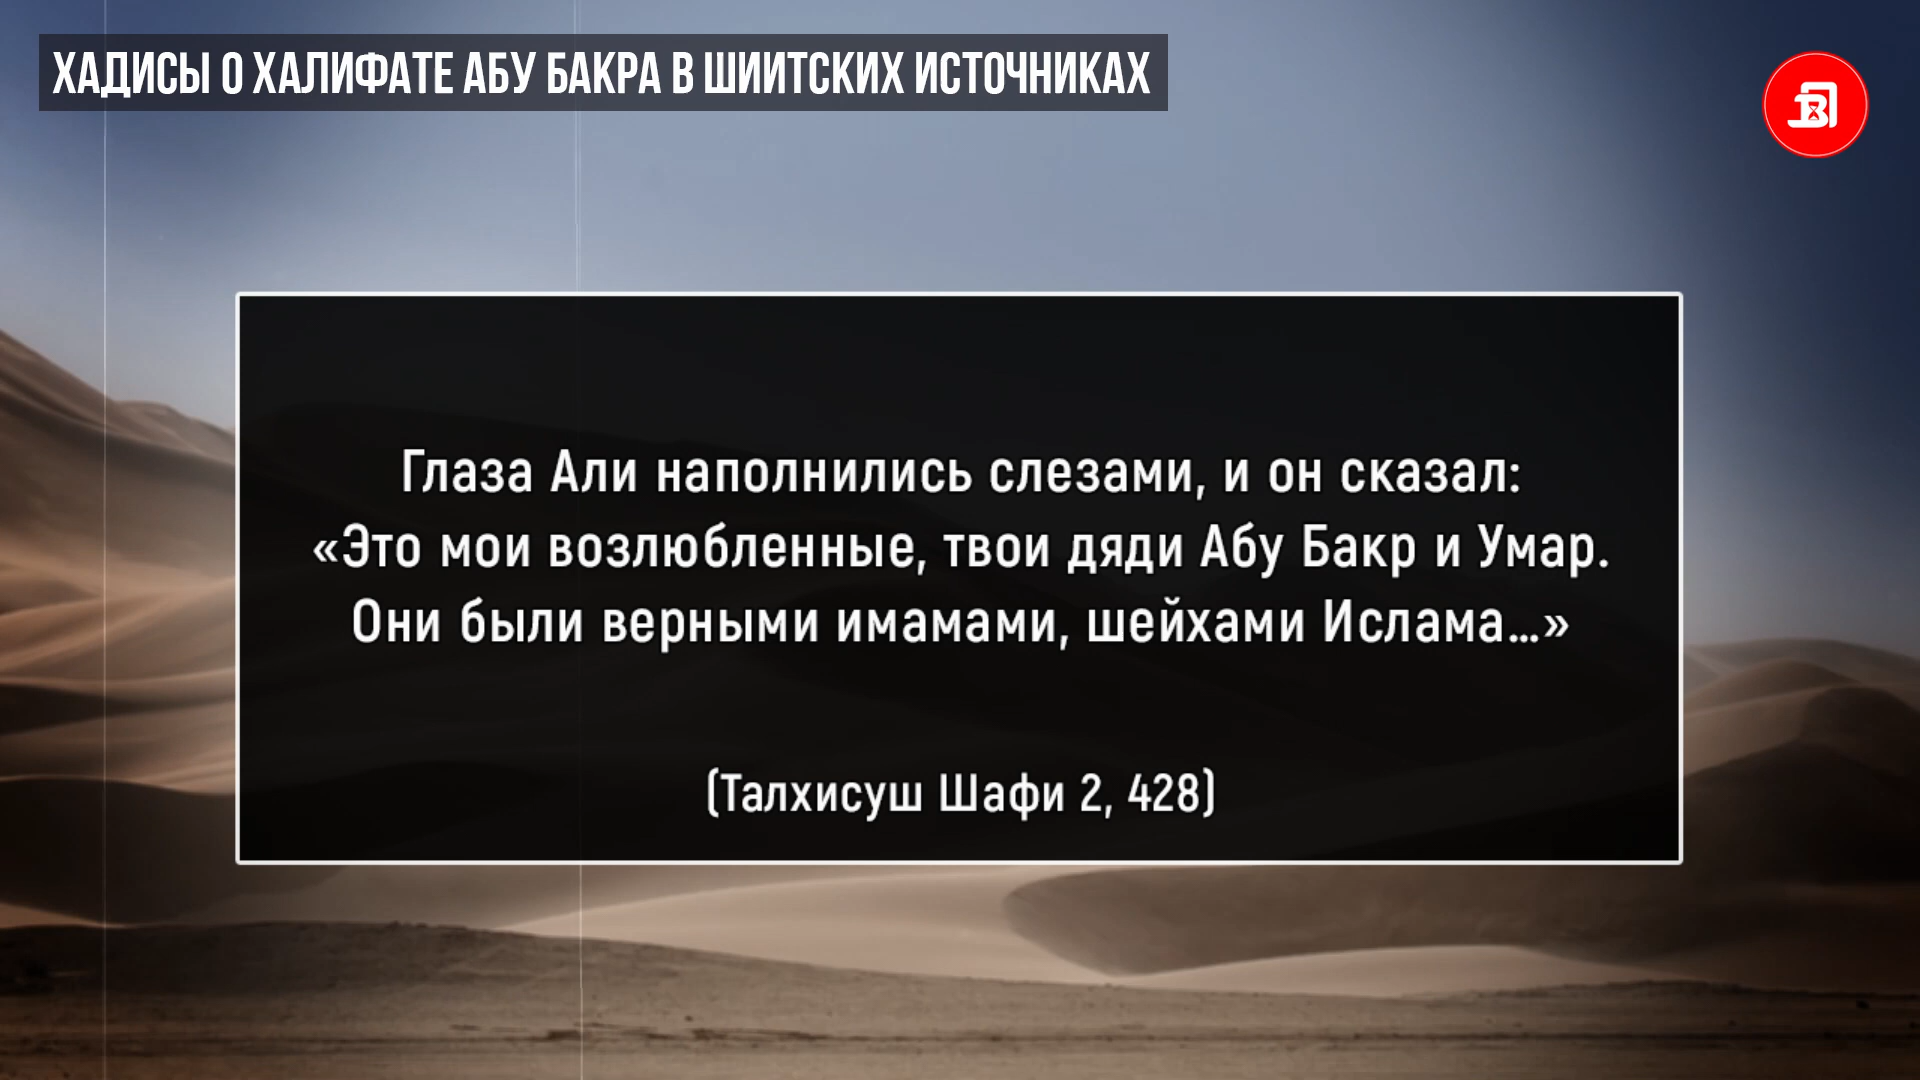 ХАДИСЫ О ХАЛИФАТЕ АБУ БАКРА В ШИИТСКИХ ИСТОЧНИКАХ
Глаза Али наполнились слезами, и он сказал:
«Это мои возлюбленные, твои дяди Абу Бакр и Умар.
Они были верными имамами, шейхами Ислама...»
(Талхисуш Шафи 2, 428)